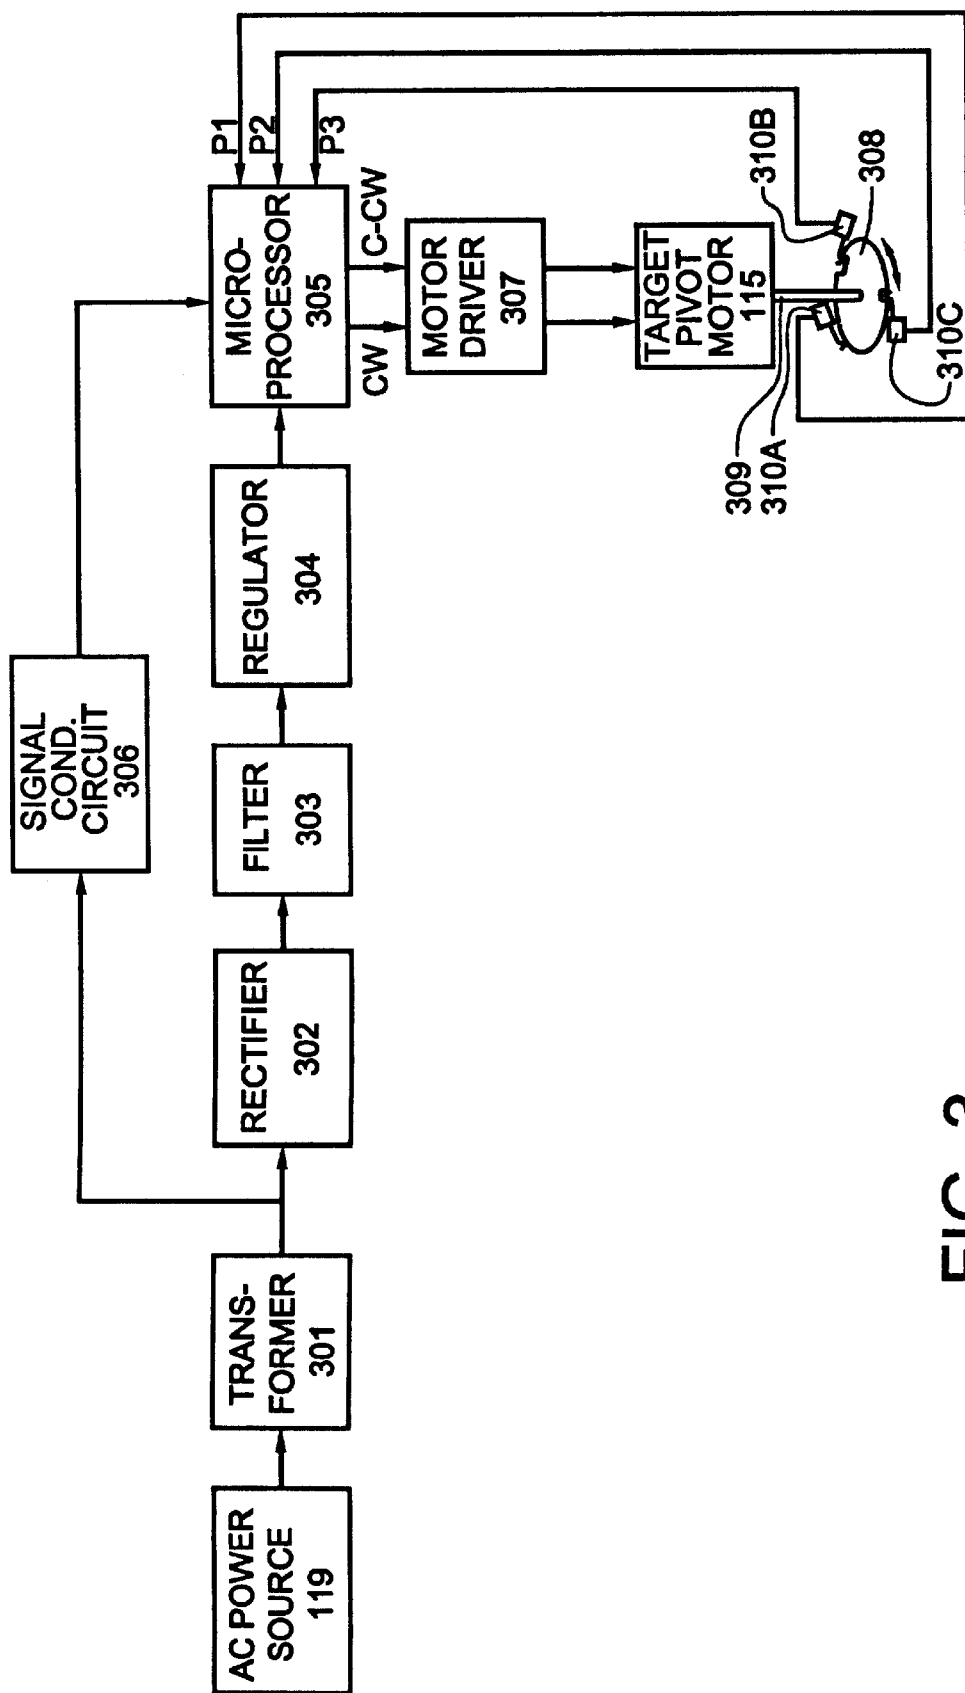 SIGNAL
COND.
CIRCUIT
306
AC POWER
SOURCE
119
TRANS-
FORMER
301
RECTIFIER
302
FILTER
303
REGULATOR
304
MICRO-
PROCESSOR
305
P1
P2
P3
CW
C-CW
MOTOR
DRIVER
307
TARGET
PIVOT
MOTOR
115
309
310A
310B
308
310C